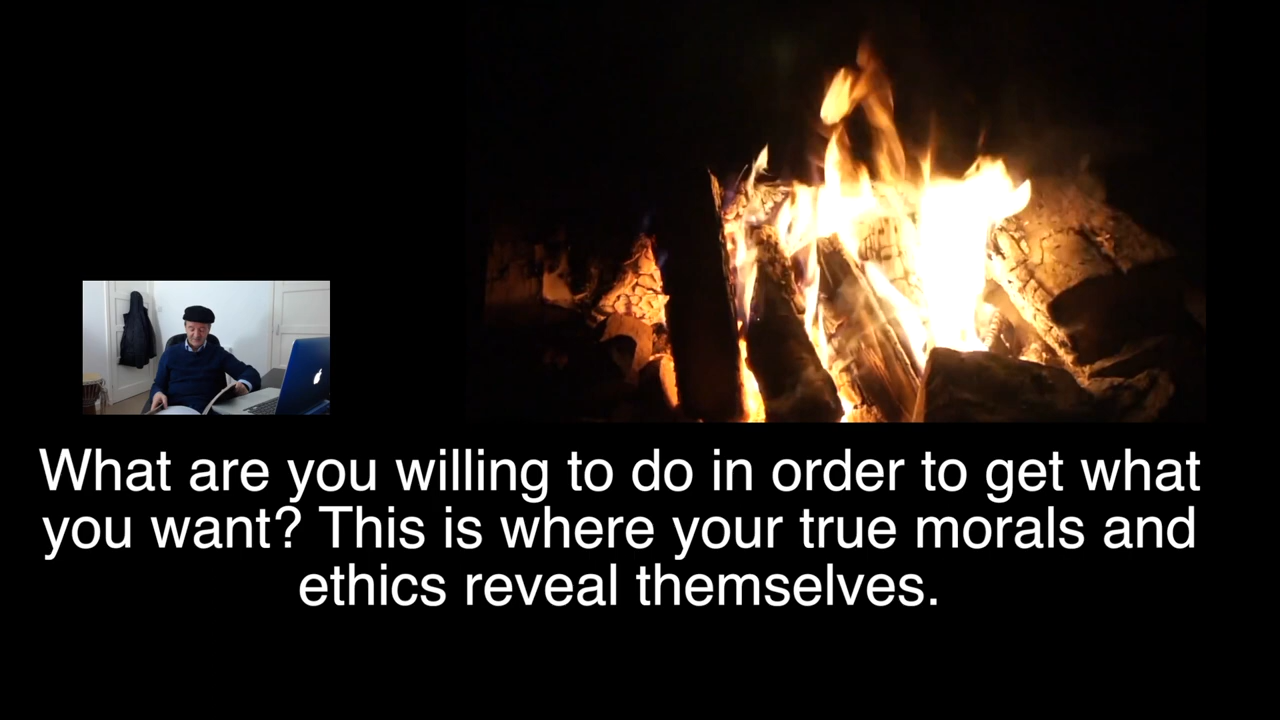 What are you willing to do in order to get what
you want? This is where your true morals and
ethics reveal themselves.